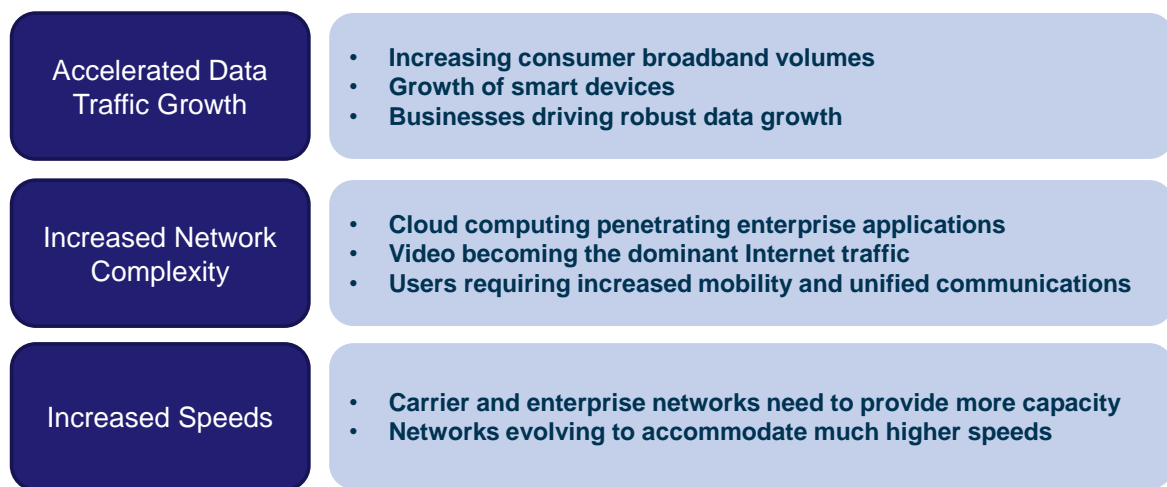 Accelerated Data
Traffic Growth
• Increasing consumer broadband volumes
• Growth of smart devices
• Businesses driving robust data growth
Increased Network
Complexity
• Cloud computing penetrating enterprise applications
• Video becoming the dominant Internet traffic
• Users requiring increased mobility and unified communications
Increased Speeds
• Carrier and enterprise networks need to provide more capacity
• Networks evolving to accommodate much higher speeds